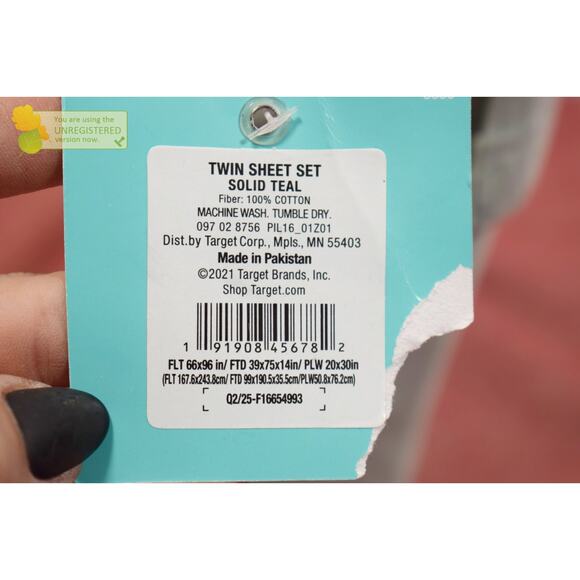 You are using the
UNREGISTERED
version now.
TWIN SHEET SET
SOLID TEAL
Fiber: 100% COTTON
MACHINE WASH. TUMBLE DRY.
097 02 8756 PIL16_01Z01
Dist.by Target Corp., Mpls., MN 55403
Made in Pakistan
©2021 Target Brands, Inc.
Shop Target.com
1 91908 45678 2
FLT 66x96 in/ FTD 39x75x14in/ PLW 20x30in
(FLT 167.6x243.8cm/ FTD 99x190.5x35.5cm/PLW50.8x76.2cm)
Q2/25-F16654993